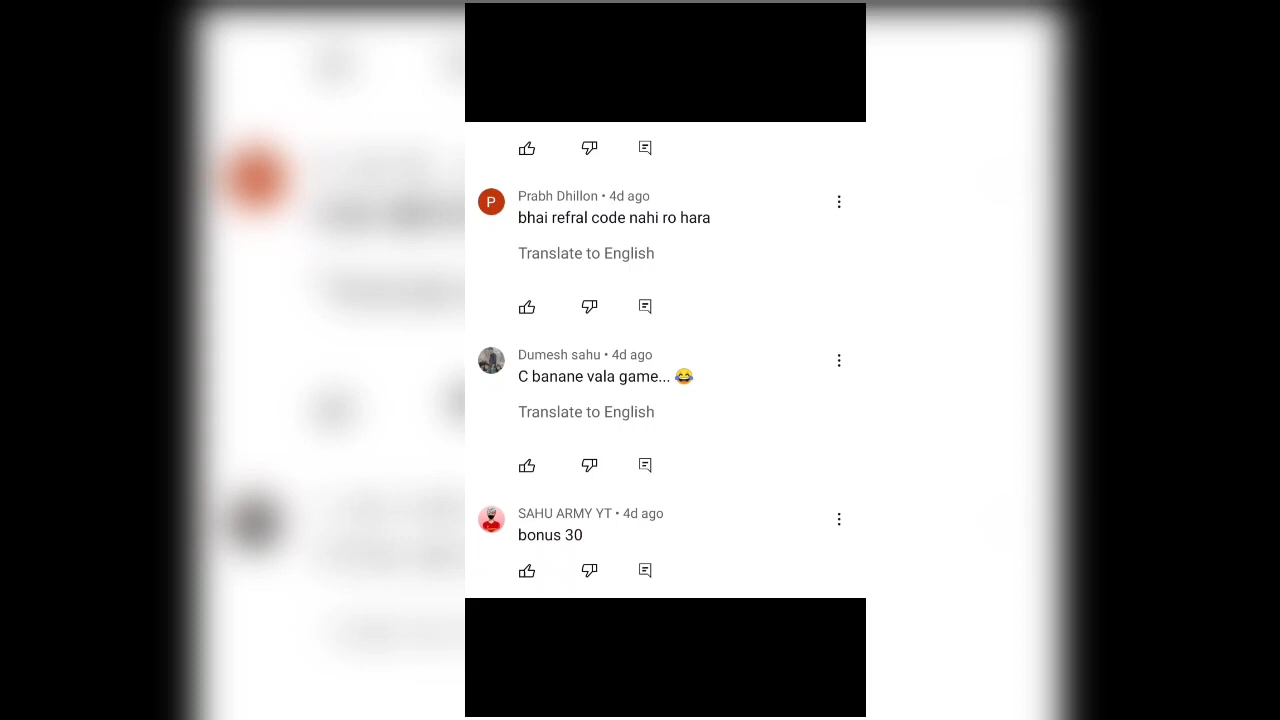 Prabh Dhillon • 4d ago
P
bhai refral code nahi ro hara
Translate to English
Dumesh sahu • 4d ago
C banane vala game... 😂
Translate to English
SAHU ARMY YT • 4d ago
bonus 30